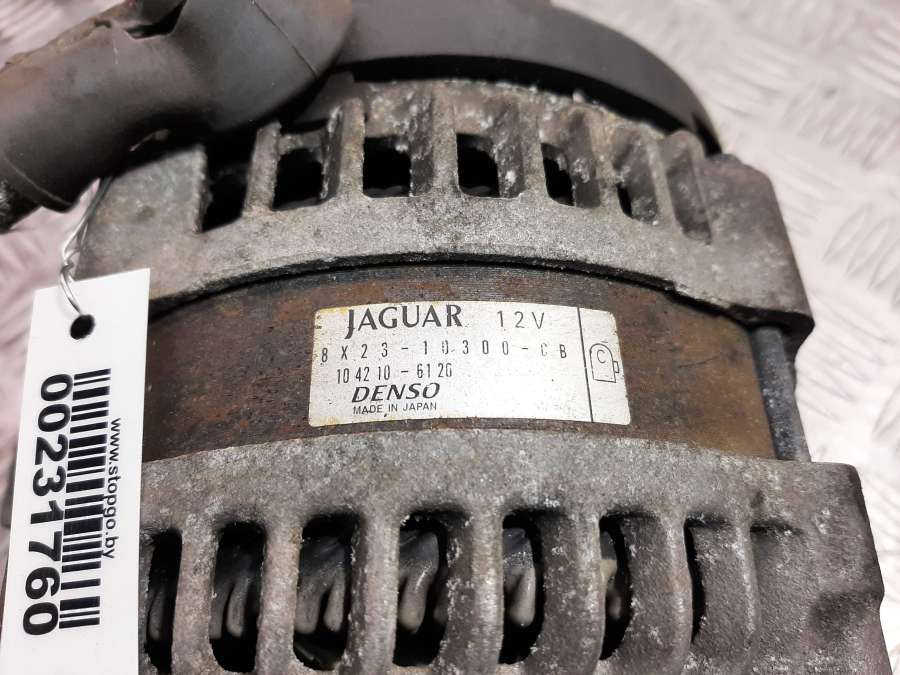 JAGUAR 12V
8X23-10300-CB
104210-6120
DENSO
MADE IN JAPAN
C
www.stopgo.by
00231760